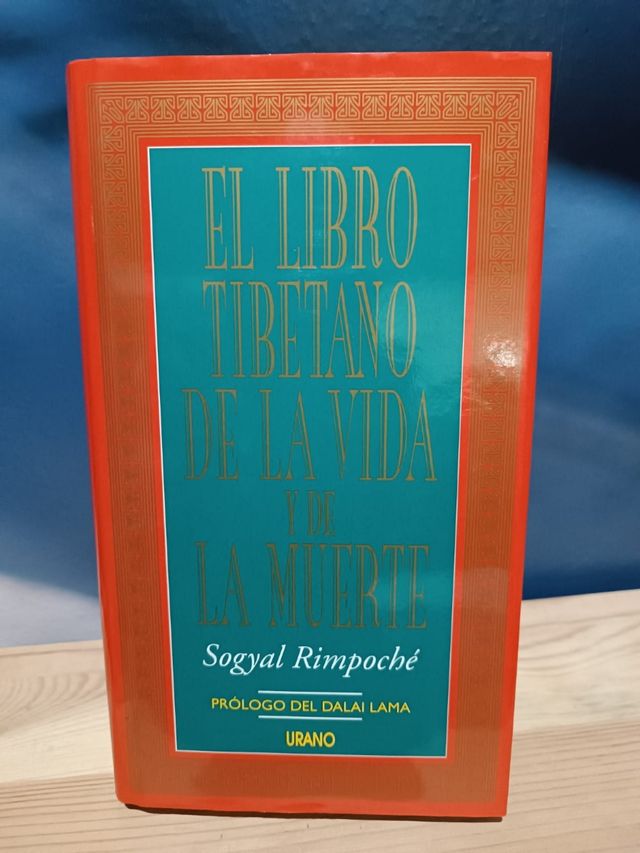 EL LIBRO
TIBETANO
DE LA VIDA
Y DE
LA MUERTE
Sogyal Rimpoché
PRÓLOGO DEL DALAI LAMA
URANO